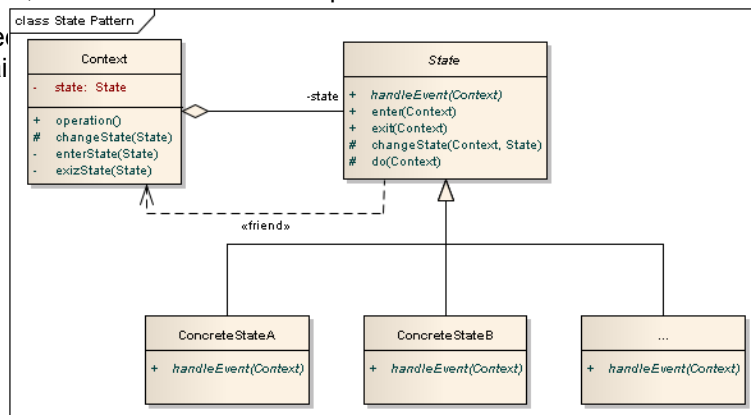 class State Pattern
Context
- state: State
+ operation()
# changeState(State)
- enterState(State)
- exizState(State)
-state
State
+ handleEvent(Context)
+ enter(Context)
+ exit(Context)
# changeState(Context, State)
# do(Context)
«friend»
ConcreteStateA
+ handleEvent(Context)
ConcreteStateB
+ handleEvent(Context)
...
+ handleEvent(Context)